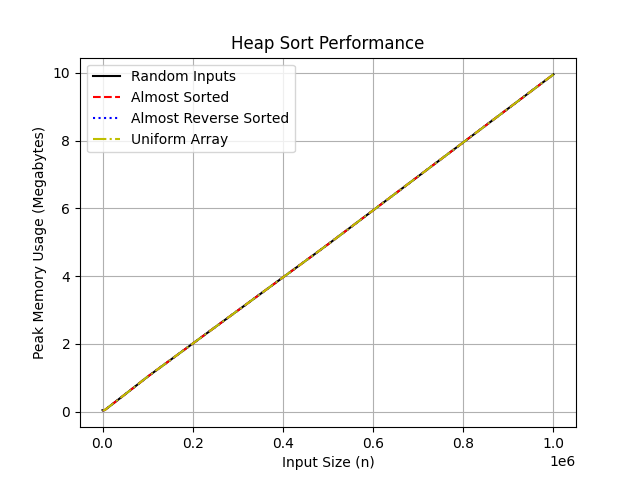 Heap Sort Performance
Random Inputs
Almost Sorted
Almost Reverse Sorted
Uniform Array
Peak Memory Usage (Megabytes)
10
8
6
4
2
0
0.0 0.2 0.4 0.6 0.8 1.0
1e6
Input Size (n)